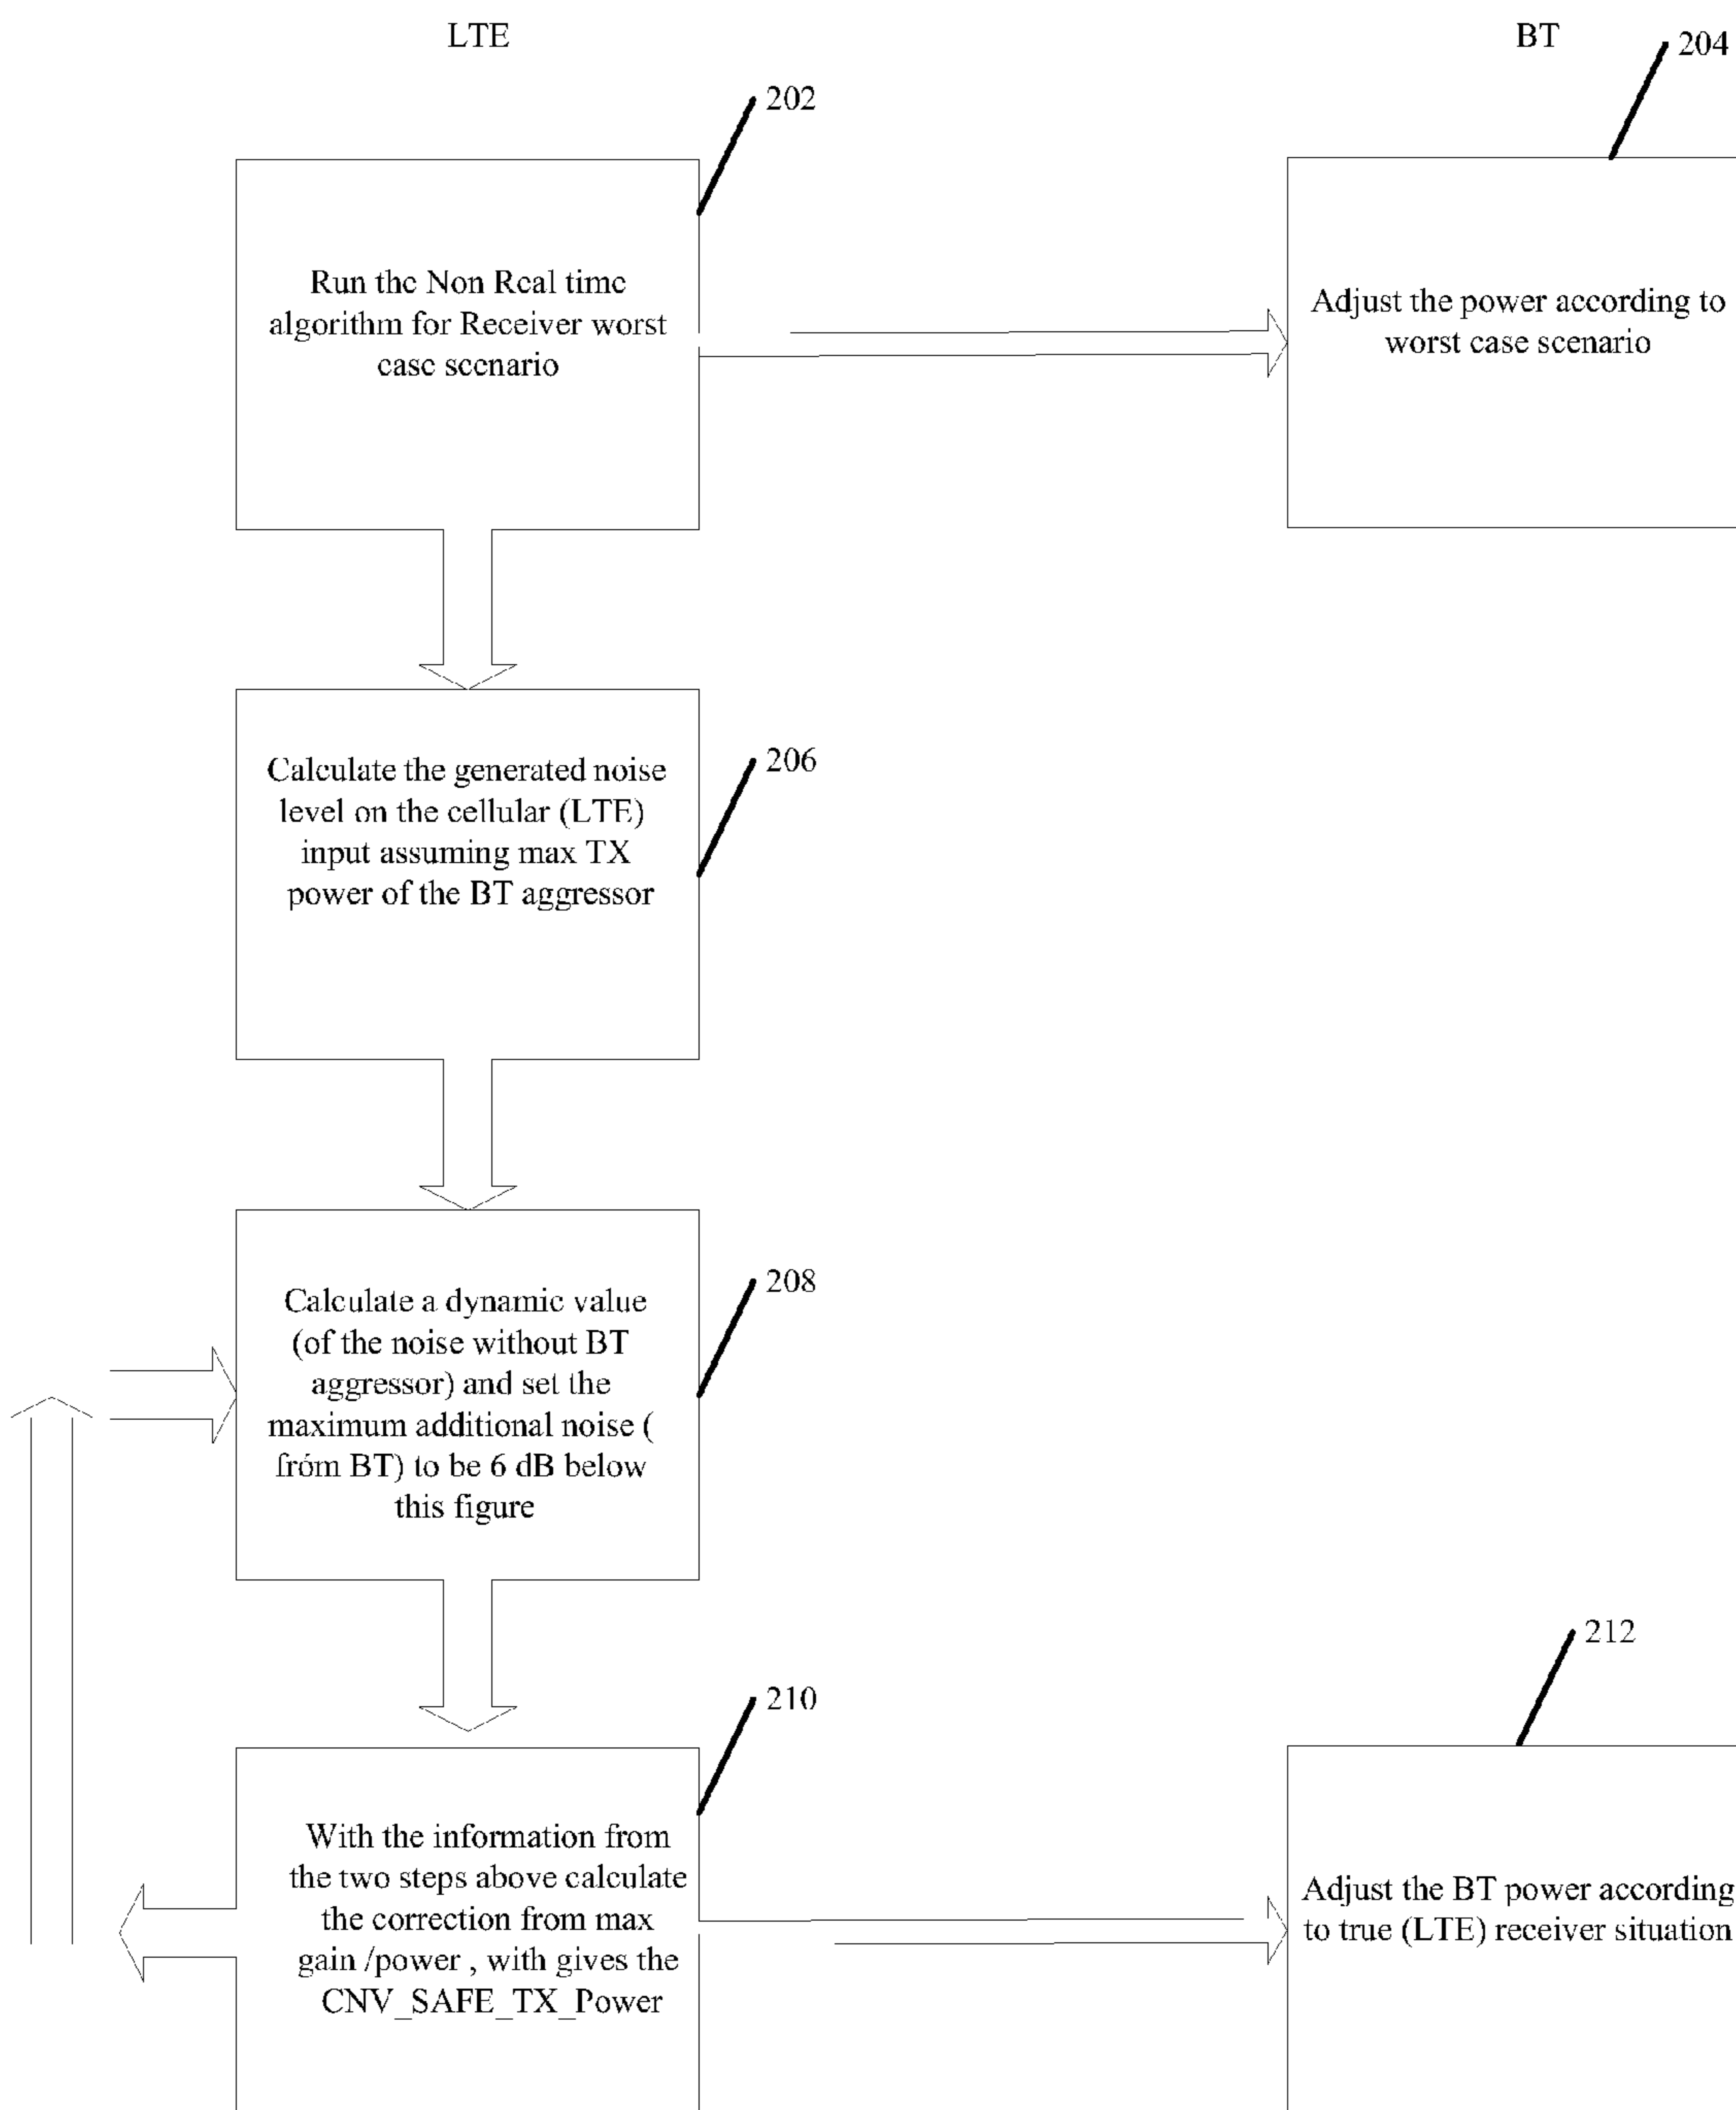 LTE
BT
204
202
Run the Non Real time
algorithm for Receiver worst
case scenario
Adjust the power according to
worst case scenario
206
Calculate the generated noise
level on the cellular (LTE)
input assuming max TX
power of the BT aggressor
208
Calculate a dynamic value
(of the noise without BT
aggressor) and set the
maximum additional noise (
fróm BT) to be 6 dB below
this figure
212
210
With the information from
the two steps above calculate
the correction from max
gain /power , with gives the
CNV_SAFE_TX_Power
Adjust the BT power according
to true (LTE) receiver situation